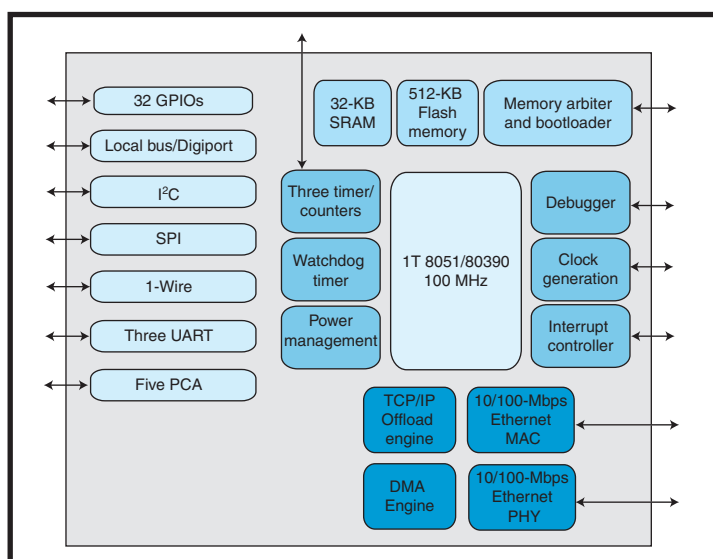 32 GPIOs
Local bus/Digiport
I²C
SPI
1-Wire
Three UART
Five PCA
32-KB
SRAM
512-KB
Flash
memory
Memory arbiter
and bootloader
Three timer/
counters
Watchdog
timer
Power
management
1T 8051/80390
100 MHz
Debugger
Clock
generation
Interrupt
controller
TCP/IP
Offload
engine
10/100-Mbps
Ethernet
MAC
DMA
Engine
10/100-Mbps
Ethernet
PHY